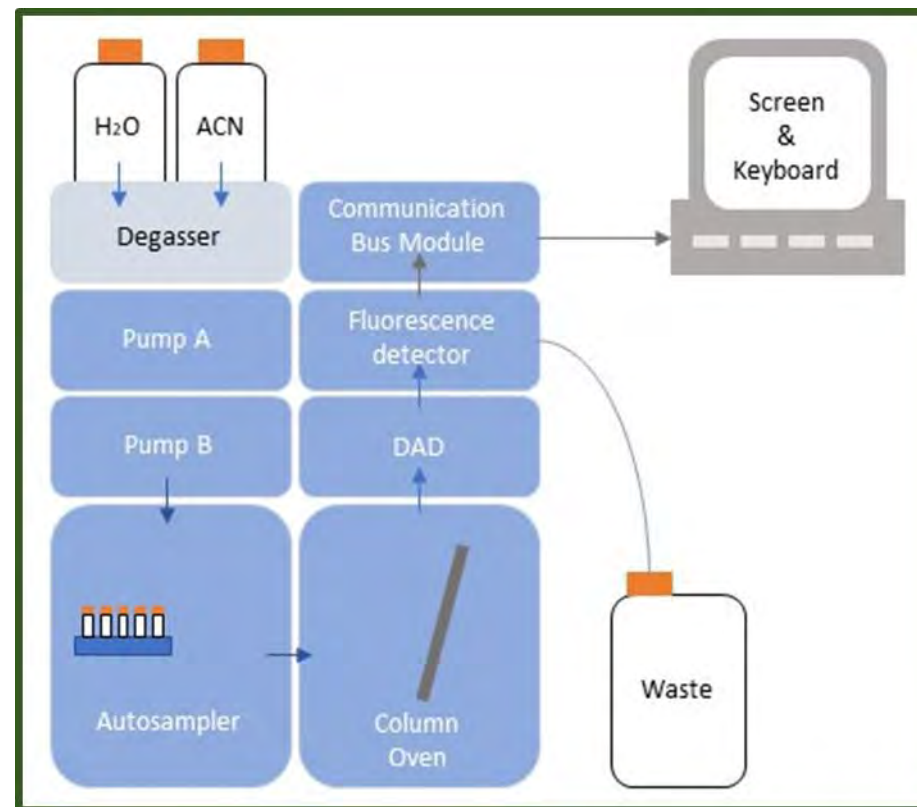 H₂O
ACN
Degasser
Pump A
Pump B
Autosampler
Communication
Bus Module
Fluorescence
detector
DAD
Column
Oven
Screen
&
Keyboard
Waste